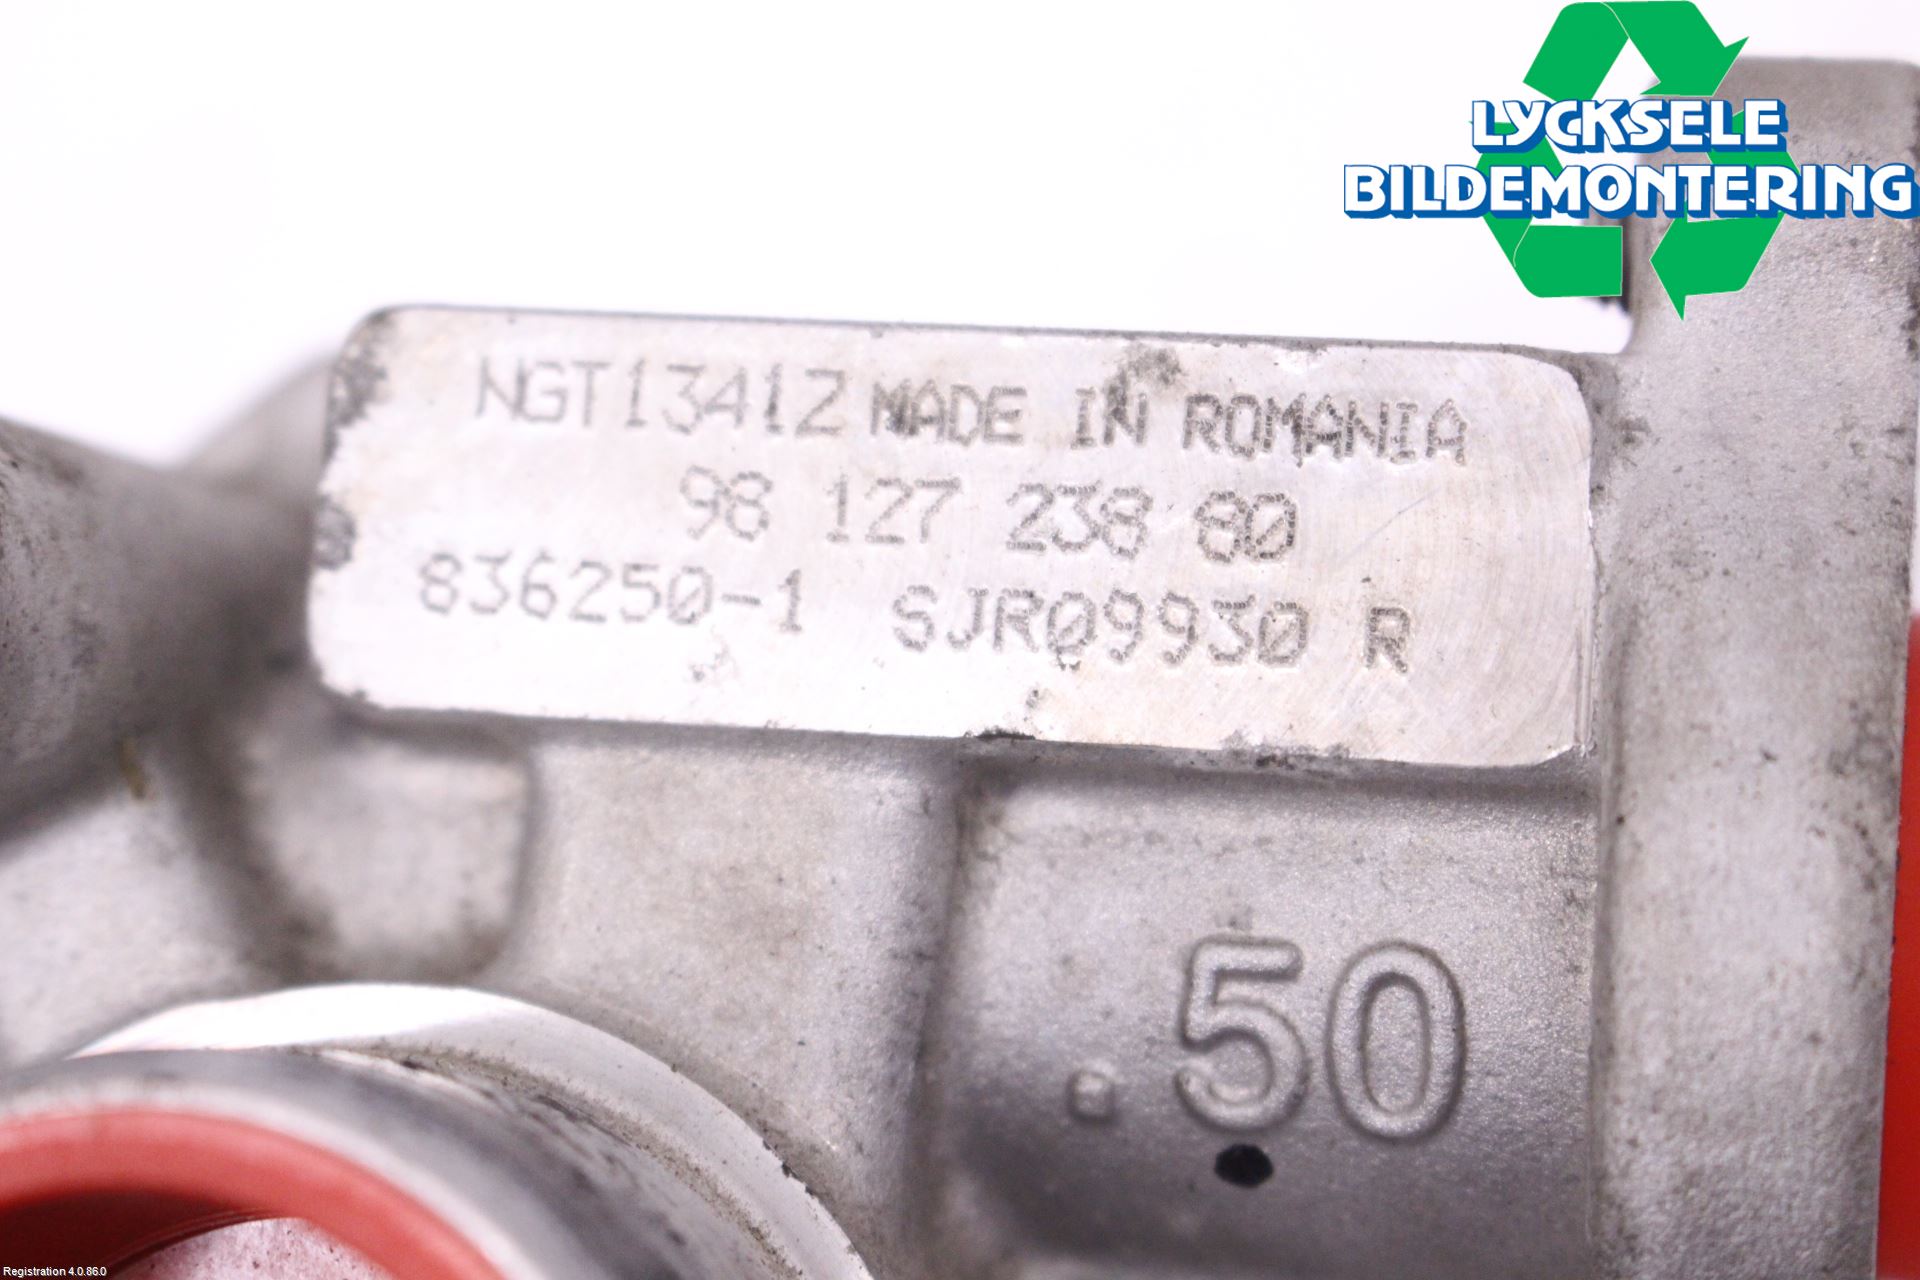 LYCKSELE
BILDEMONTERING
NGT1341Z MADE IN ROMANIA
98 127 238 80
836250-1 SJR09930 R
.50
Registration 4.0.86.0